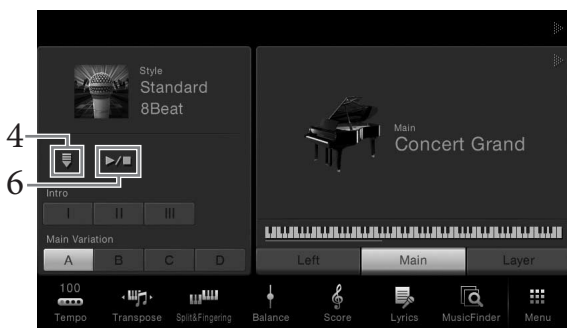 4
6
Style
Standard
8Beat
Intro
I II III
Main Variation
A B C D
Main
Concert Grand
Left Main Layer
100
Tempo Transpose Split&Fingering Balance Score Lyrics MusicFinder Menu